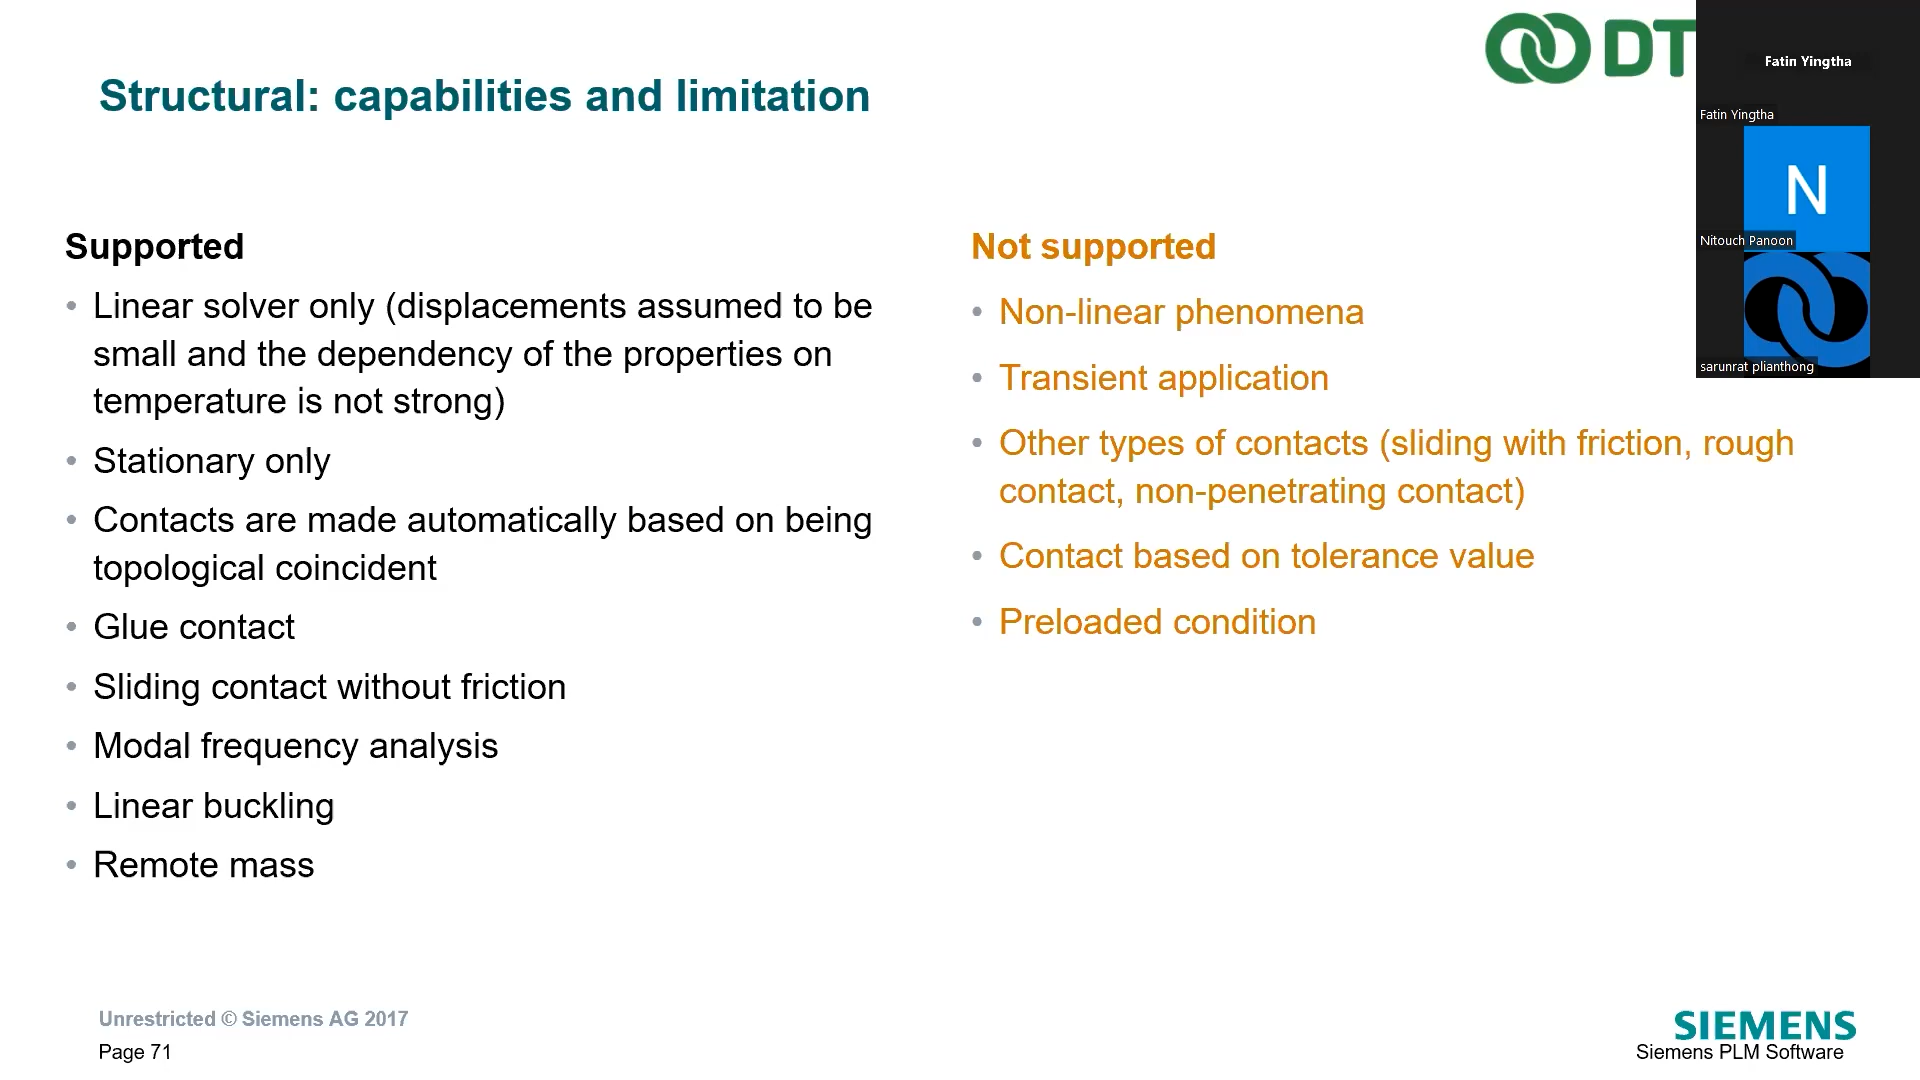 DT
Fatin Yingtha
Structural: capabilities and limitation
Fatin Yingtha
N
Nitouch Panoon
sarunrat plianthong
Supported
• Linear solver only (displacements assumed to be
small and the dependency of the properties on
temperature is not strong)
• Stationary only
• Contacts are made automatically based on being
topological coincident
• Glue contact
• Sliding contact without friction
• Modal frequency analysis
• Linear buckling
• Remote mass
Not supported
• Non-linear phenomena
• Transient application
• Other types of contacts (sliding with friction, rough
contact, non-penetrating contact)
• Contact based on tolerance value
• Preloaded condition
Unrestricted © Siemens AG 2017
Page 71
SIEMENS
Siemens PLM Software